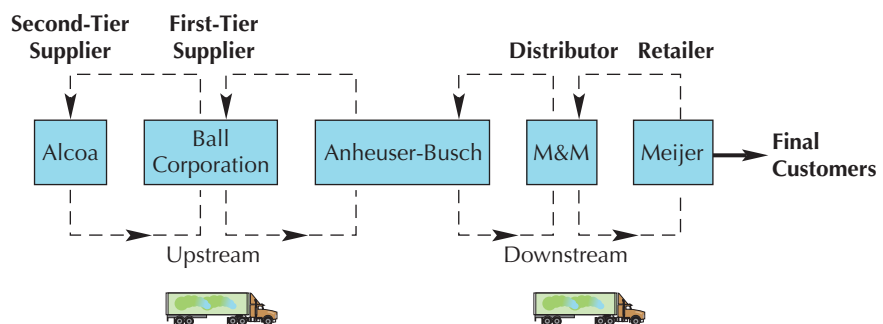 Second-Tier
Supplier
First-Tier
Supplier
Distributor
Retailer
Alcoa
Ball
Corporation
Anheuser-Busch
M&M
Meijer
Final
Customers
Upstream
Downstream